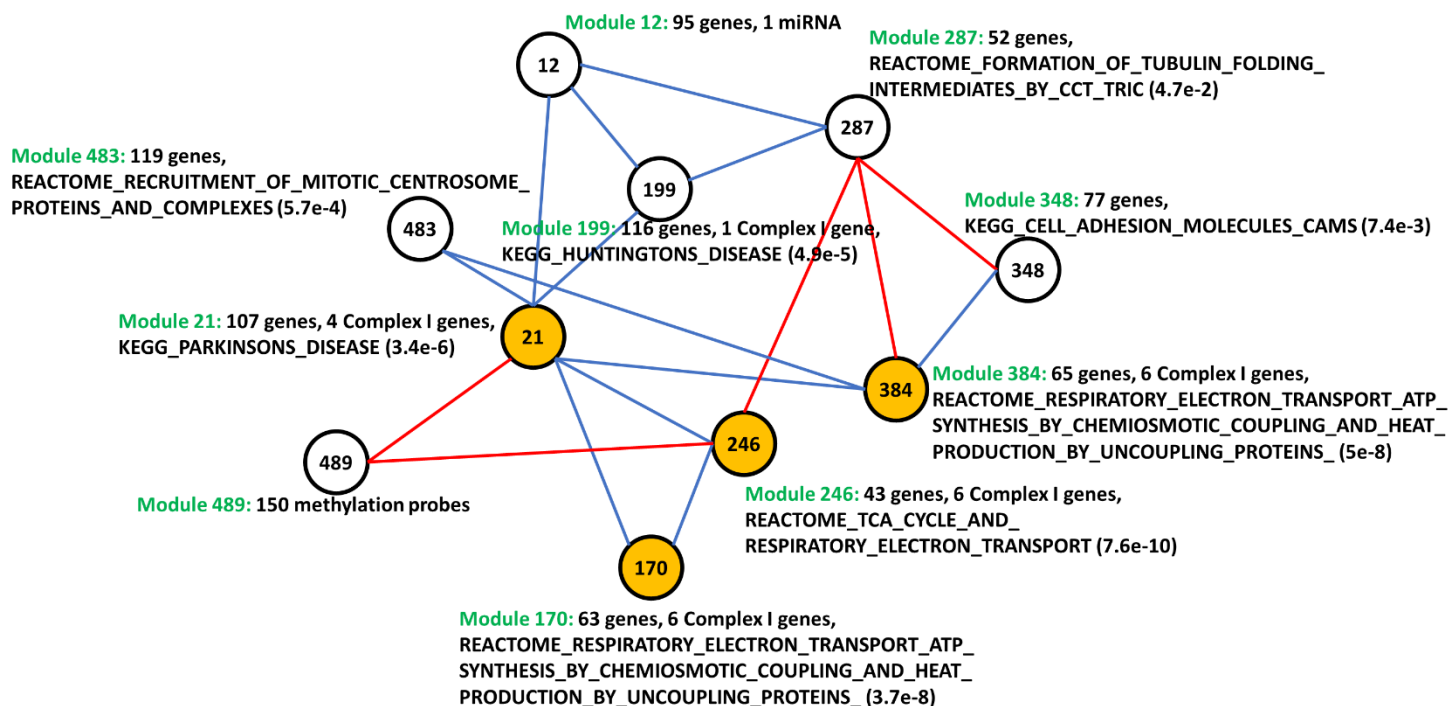 Module 12: 95 genes, 1 miRNA
12
Module 287: 52 genes,
REACTOME_FORMATION_OF_TUBULIN_FOLDING_
INTERMEDIATES_BY_CCT_TRIC (4.7e-2)
287
Module 483: 119 genes,
REACTOME_RECRUITMENT_OF_MITOTIC_CENTROSOME_
PROTEINS_AND_COMPLEXES (5.7e-4)
483
199
Module 199: 116 genes, 1 Complex I gene,
KEGG_HUNTINGTONS_DISEASE (4.9e-5)
Module 348: 77 genes,
KEGG_CELL_ADHESION_MOLECULES_CAMS (7.4e-3)
348
Module 21: 107 genes, 4 Complex I genes,
KEGG_PARKINSONS_DISEASE (3.4e-6)
21
384
Module 384: 65 genes, 6 Complex I genes,
REACTOME_RESPIRATORY_ELECTRON_TRANSPORT_ATP_
SYNTHESIS_BY_CHEMIOSMOTIC_COUPLING_AND_HEAT_
PRODUCTION_BY_UNCOUPLING_PROTEINS_ (5e-8)
489
Module 489: 150 methylation probes
246
Module 246: 43 genes, 6 Complex I genes,
REACTOME_TCA_CYCLE_AND_
RESPIRATORY_ELECTRON_TRANSPORT (7.6e-10)
170
Module 170: 63 genes, 6 Complex I genes,
REACTOME_RESPIRATORY_ELECTRON_TRANSPORT_ATP_
SYNTHESIS_BY_CHEMIOSMOTIC_COUPLING_AND_HEAT_
PRODUCTION_BY_UNCOUPLING_PROTEINS_ (3.7e-8)